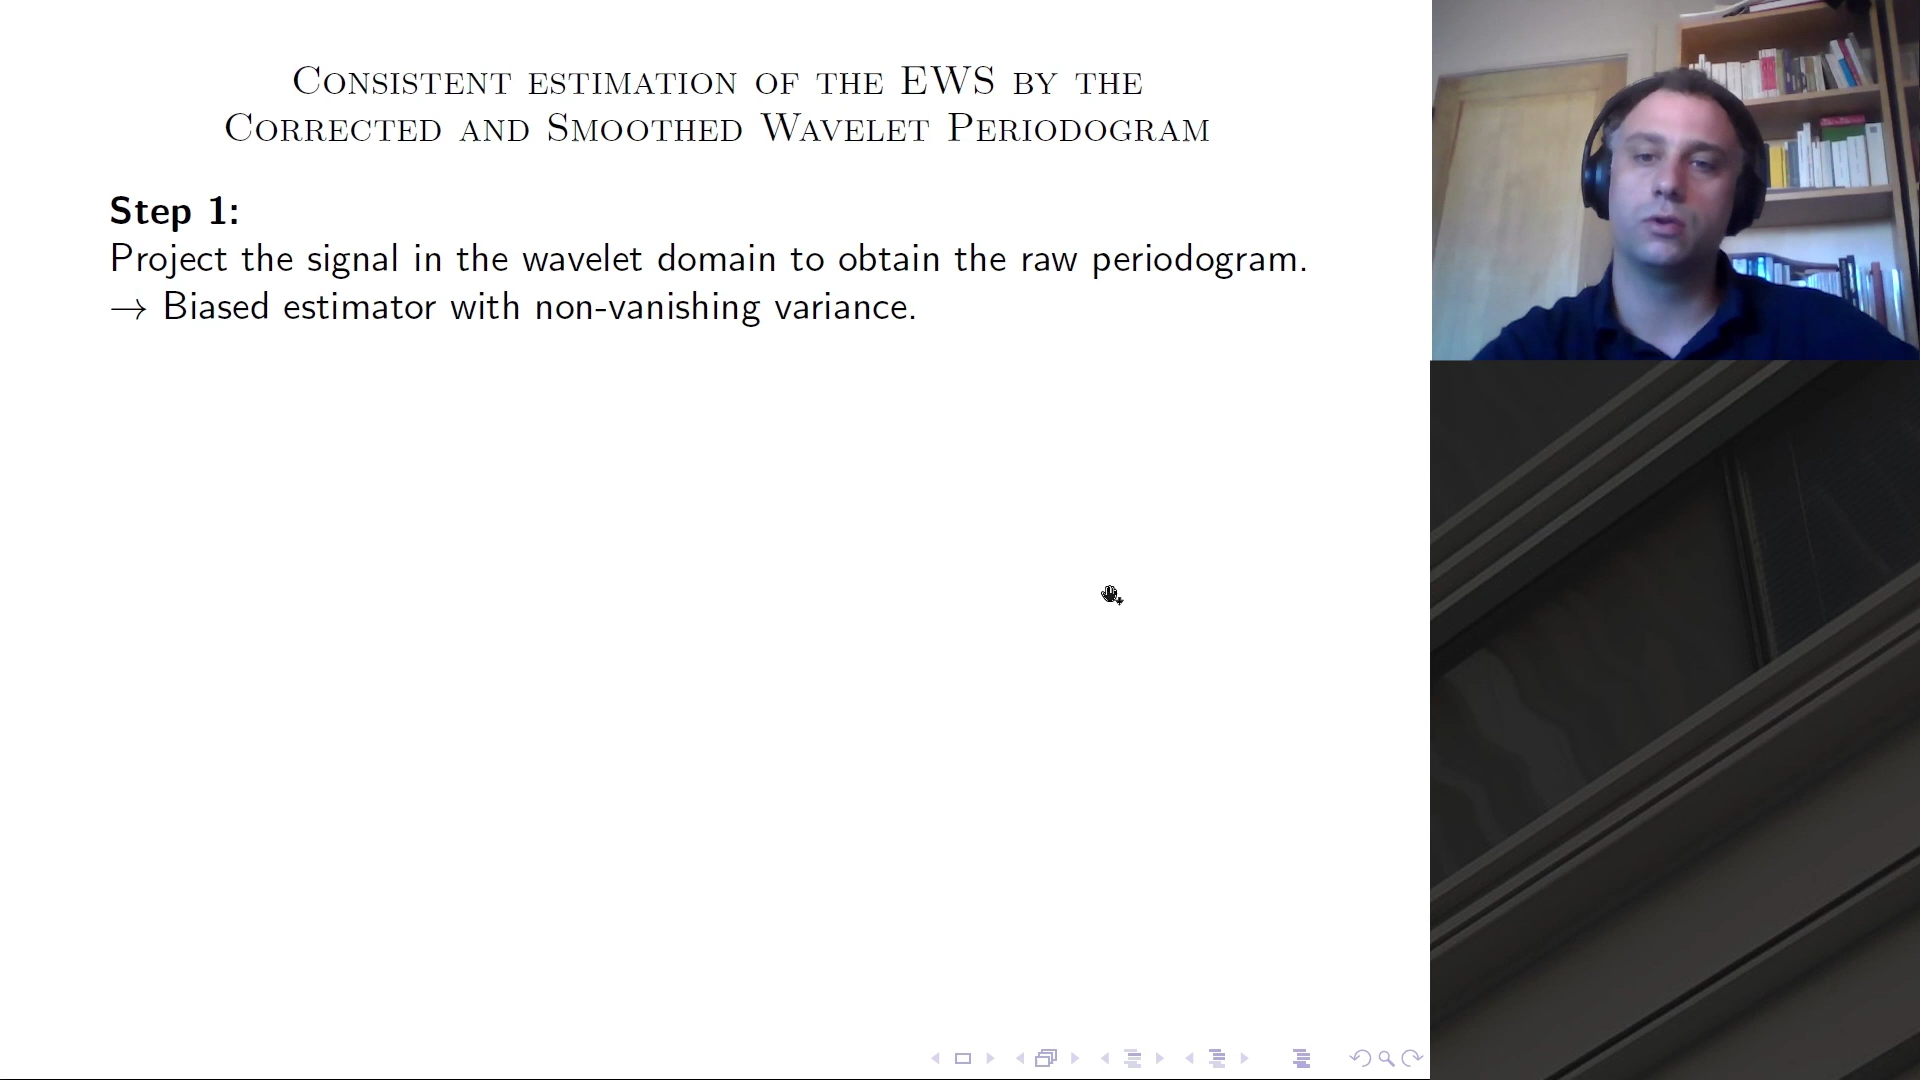 Consistent estimation of the EWS by the
Corrected and Smoothed Wavelet Periodogram
Step 1:
Project the signal in the wavelet domain to obtain the raw periodogram.
→ Biased estimator with non-vanishing variance.